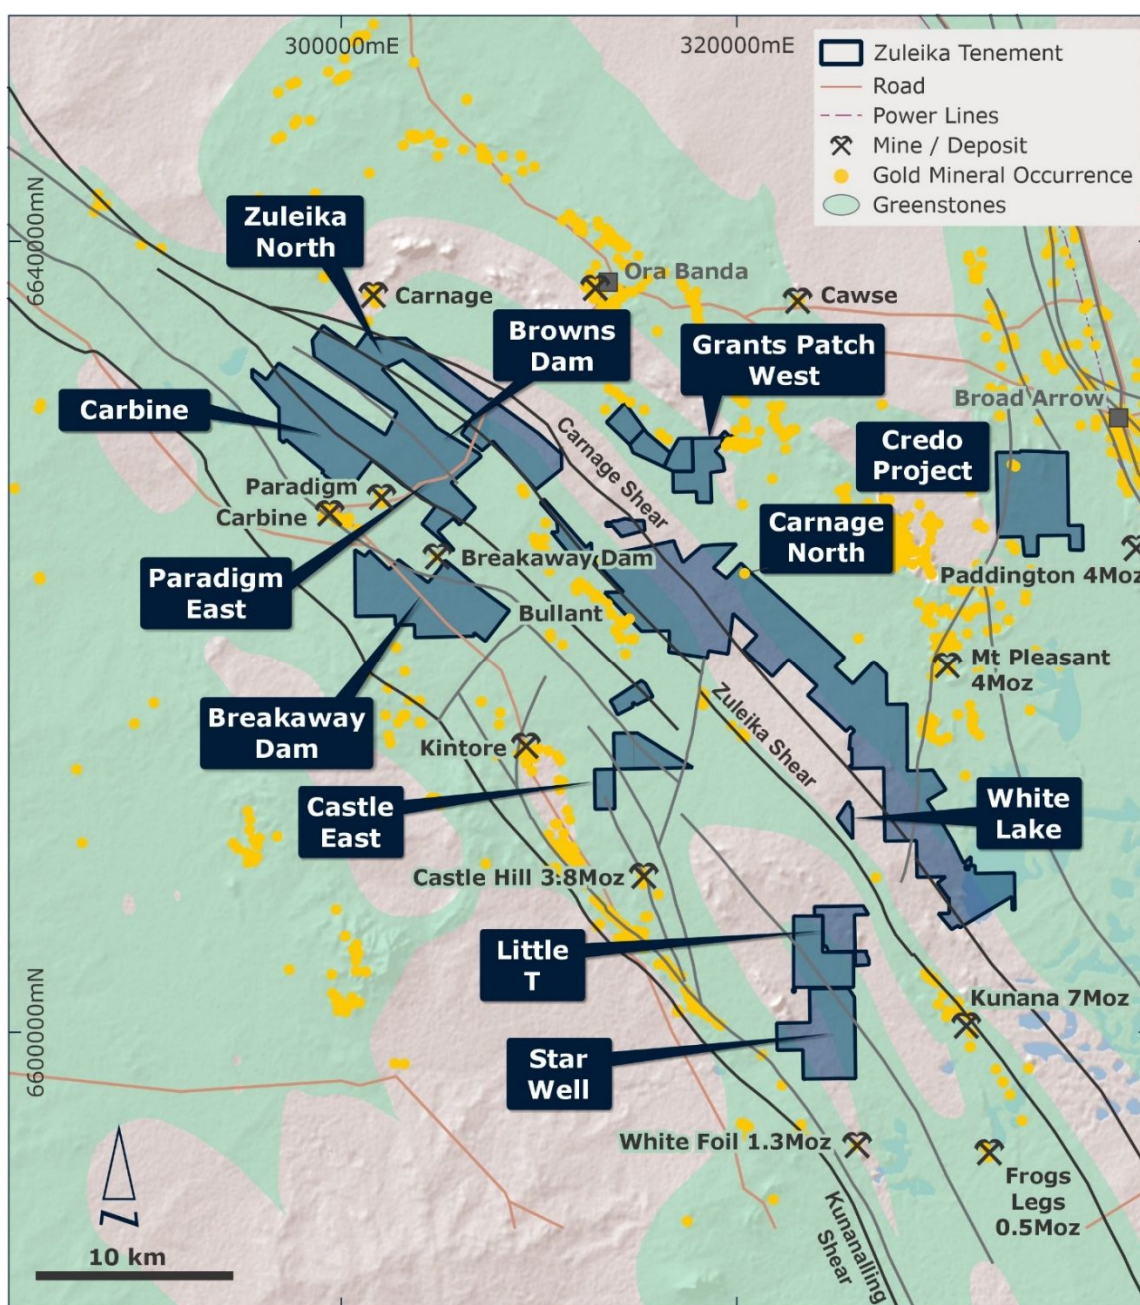 300000mE
320000mE
Zuleika Tenement
Road
Power Lines
Mine / Deposit
Gold Mineral Occurrence
Greenstones
6640000mN
Zuleika
North
Carnage
Ora Banda
Cawse
Browns
Dam
Grants Patch
West
Carbine
Broad Arrow
Carnage Shear
Credo
Project
Paradigm
Carbine
Carnage
North
Breakaway Dam
Paddington 4Moz
Paradigm
East
Bullant
Mt Pleasant
4Moz
Breakaway
Dam
Zuleika Shear
Kintore
Castle
East
White
Lake
Castle Hill 3.8Moz
Little
T
Kunana 7Moz
6600000mN
Star
Well
White Foil 1.3Moz
Frogs
Legs
0.5Moz
Kunanalling
Shear
N
10 km